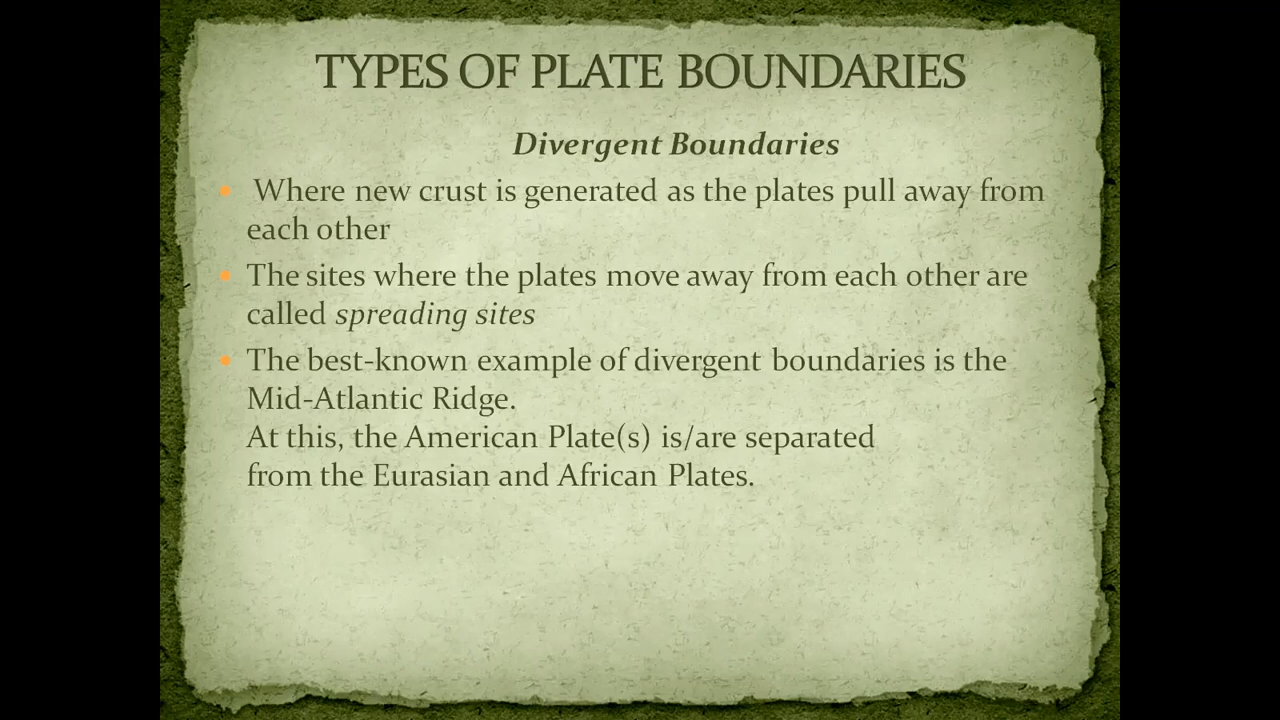 TYPES OF PLATE BOUNDARIES
Divergent Boundaries
Where new crust is generated as the plates pull away from
each other
The sites where the plates move away from each other are
called spreading sites
The best-known example of divergent boundaries is the
Mid-Atlantic Ridge.
At this, the American Plate(s) is/are separated
from the Eurasian and African Plates.